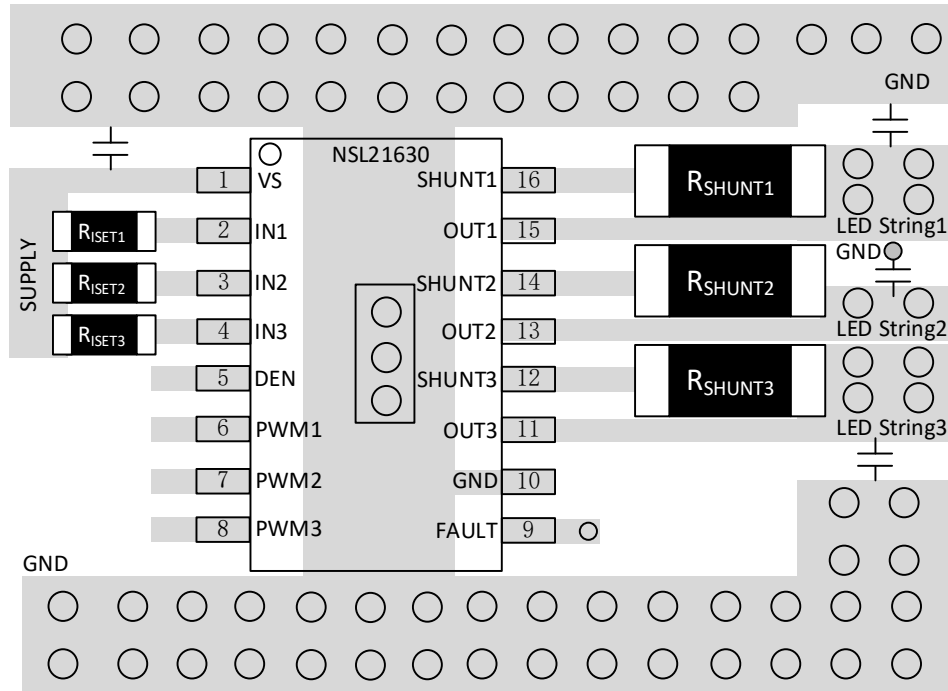 GND
NSL21630
1 VS SHUNT1 16
RSHUNT1
RISET1 2 IN1 OUT1 15
LED String1
SUPPLY
GND
RISET2 3 IN2 SHUNT2 14
RSHUNT2
RISET3 4 IN3 OUT2 13
LED String2
5 DEN SHUNT3 12
RSHUNT3
6 PWM1 OUT3 11
LED String3
7 PWM2 GND 10
8 PWM3 FAULT 9
GND